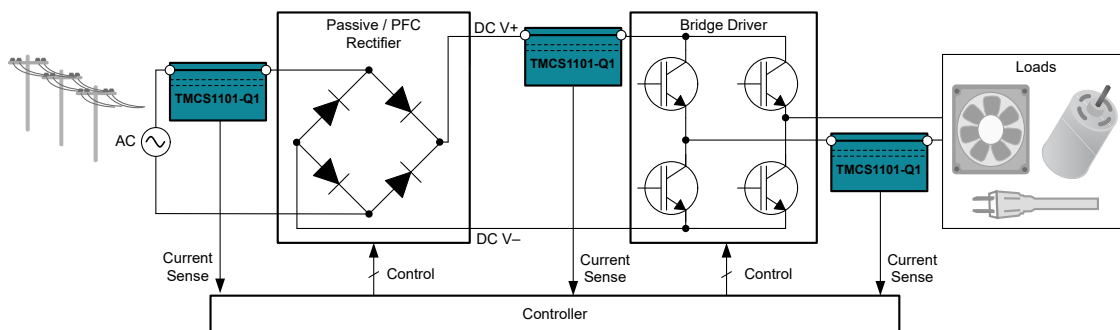 Passive / PFC
Rectifier
DC V+
Bridge Driver
Loads
TMCS1101-Q1
TMCS1101-Q1
AC
TMCS1101-Q1
DC V–
Current
Sense
Control
Current
Sense
Control
Current
Sense
Controller